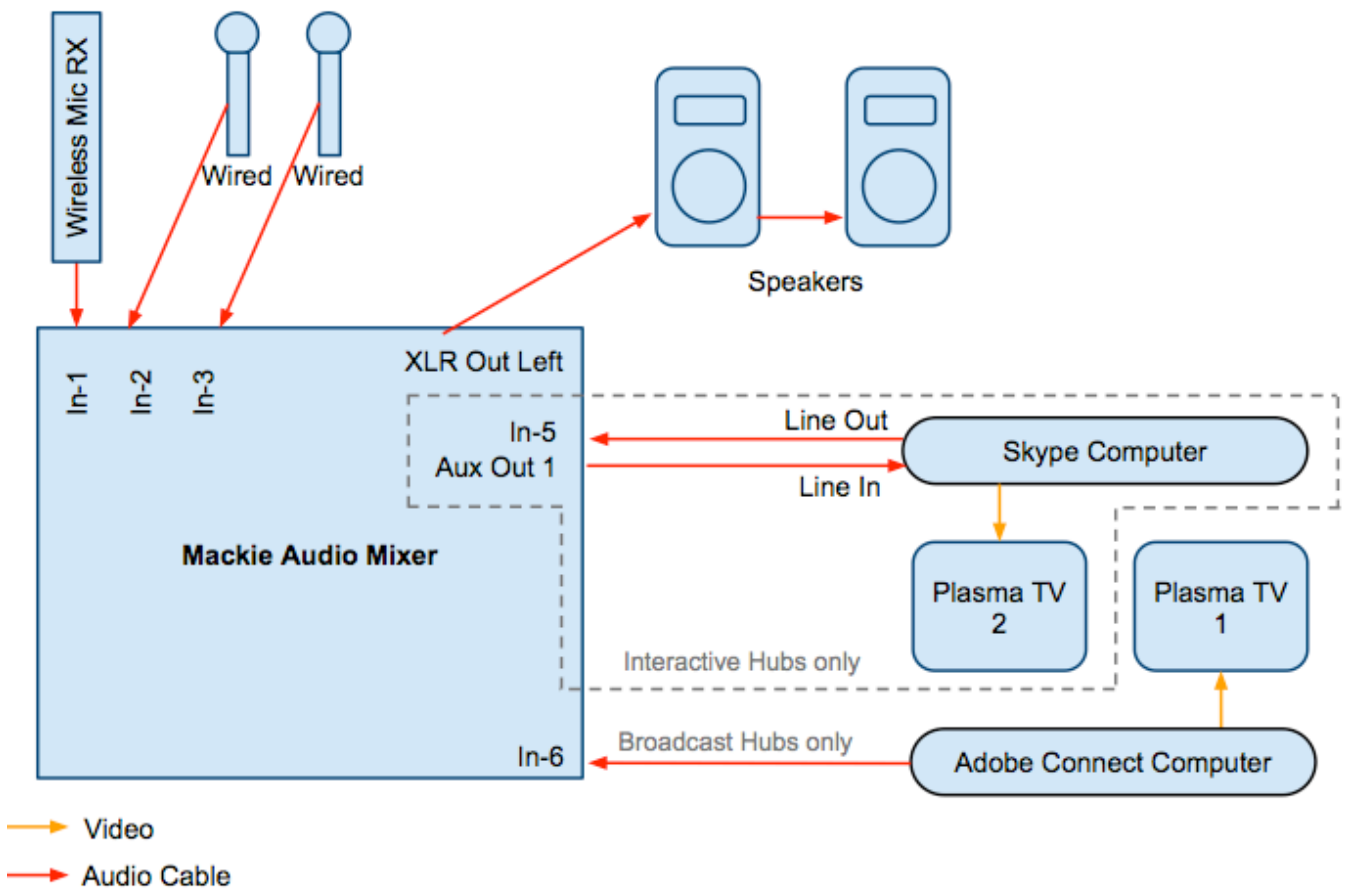 Wireless Mic RX
Wired
Wired
Speakers
In-1
In-2
In-3
XLR Out Left
In-5
Aux Out 1
Line Out
Line In
Skype Computer
Mackie Audio Mixer
Plasma TV
2
Plasma TV
1
Interactive Hubs only
Broadcast Hubs only
In-6
Adobe Connect Computer
Video
Audio Cable